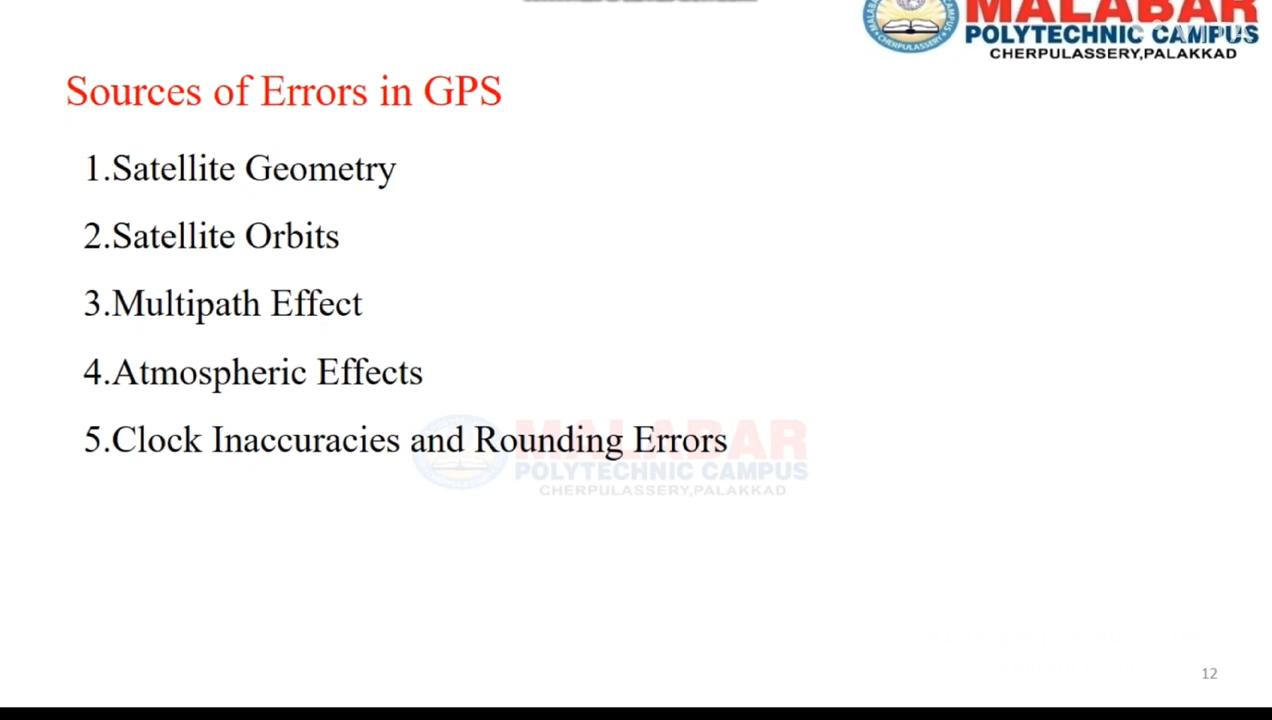 MALABAR
POLYTECHNIC CAMPUS
CHERPULASSERY,PALAKKAD
Sources of Errors in GPS
1.Satellite Geometry
2.Satellite Orbits
3.Multipath Effect
4.Atmospheric Effects
5.Clock Inaccuracies and Rounding Errors
MALABAR
POLYTECHNIC CAMPUS
CHERPULASSERY,PALAKKAD
12